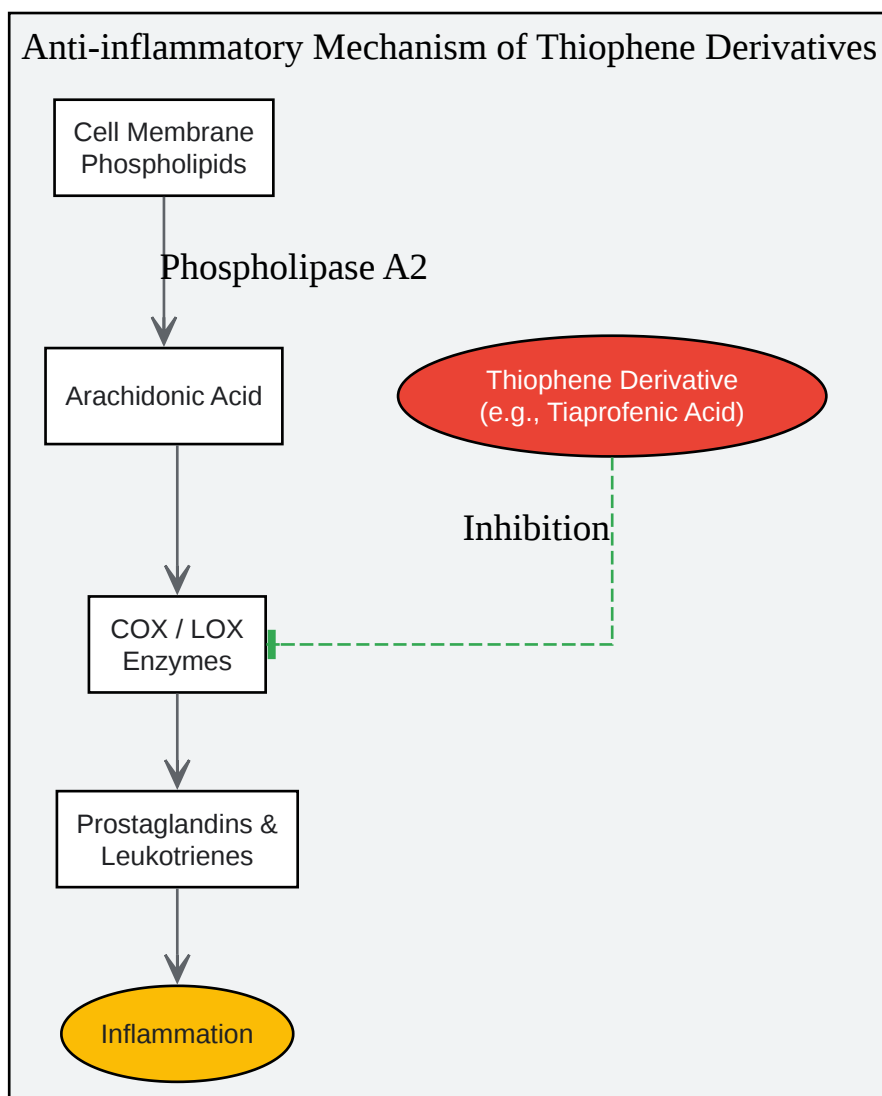 Anti-inflammatory Mechanism of Thiophene Derivatives
Cell Membrane
Phospholipids
Phospholipase A2
Arachidonic Acid
Thiophene Derivative
(e.g., Tiaprofenic Acid)
Inhibition
COX / LOX
Enzymes
Prostaglandins &
Leukotrienes
Inflammation